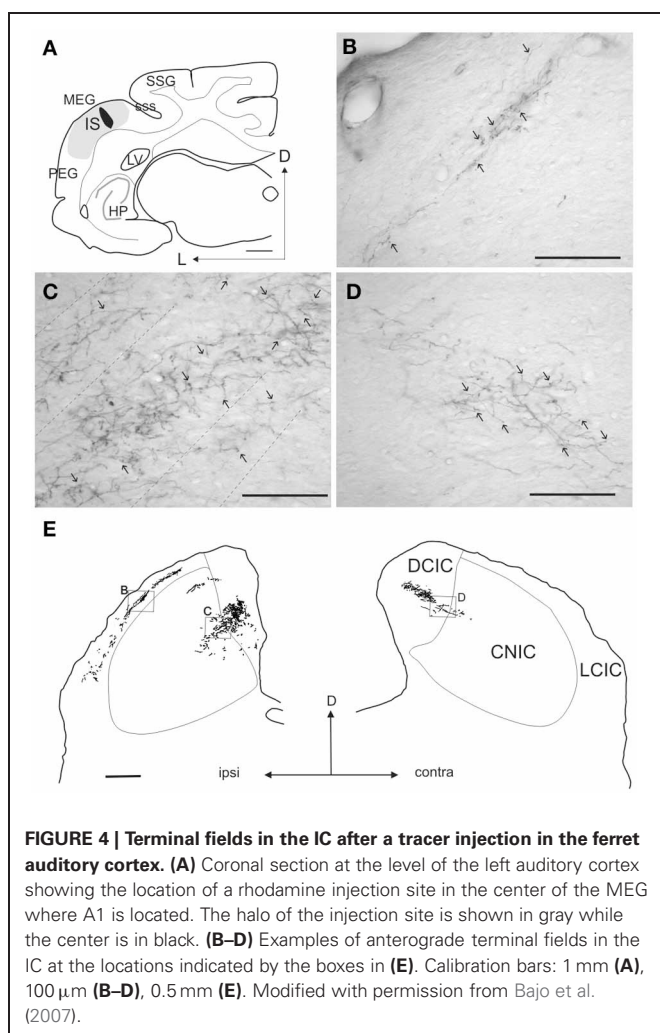 A
SSG
MEG
SSS
IS
D
PEG
LV
HP
L
B
C
D
E
B
C
DCIC
D
CNIC
LCIC
D
ipsi
contra
FIGURE 4 | Terminal fields in the IC after a tracer injection in the ferret
auditory cortex. (A) Coronal section at the level of the left auditory cortex
showing the location of a rhodamine injection site in the center of the MEG
where A1 is located. The halo of the injection site is shown in gray while
the center is in black. (B–D) Examples of anterograde terminal fields in the
IC at the locations indicated by the boxes in (E). Calibration bars: 1 mm (A),
100 μm (B–D), 0.5 mm (E). Modified with permission from Bajo et al.
(2007).